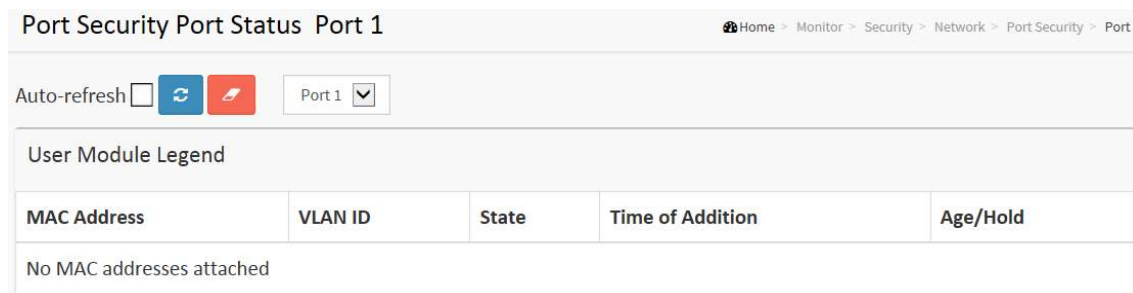 Port Security Port Status Port 1
Home > Monitor > Security > Network > Port Security > Port
Auto-refresh
Port 1
User Module Legend
MAC Address VLAN ID State Time of Addition Age/Hold
No MAC addresses attached